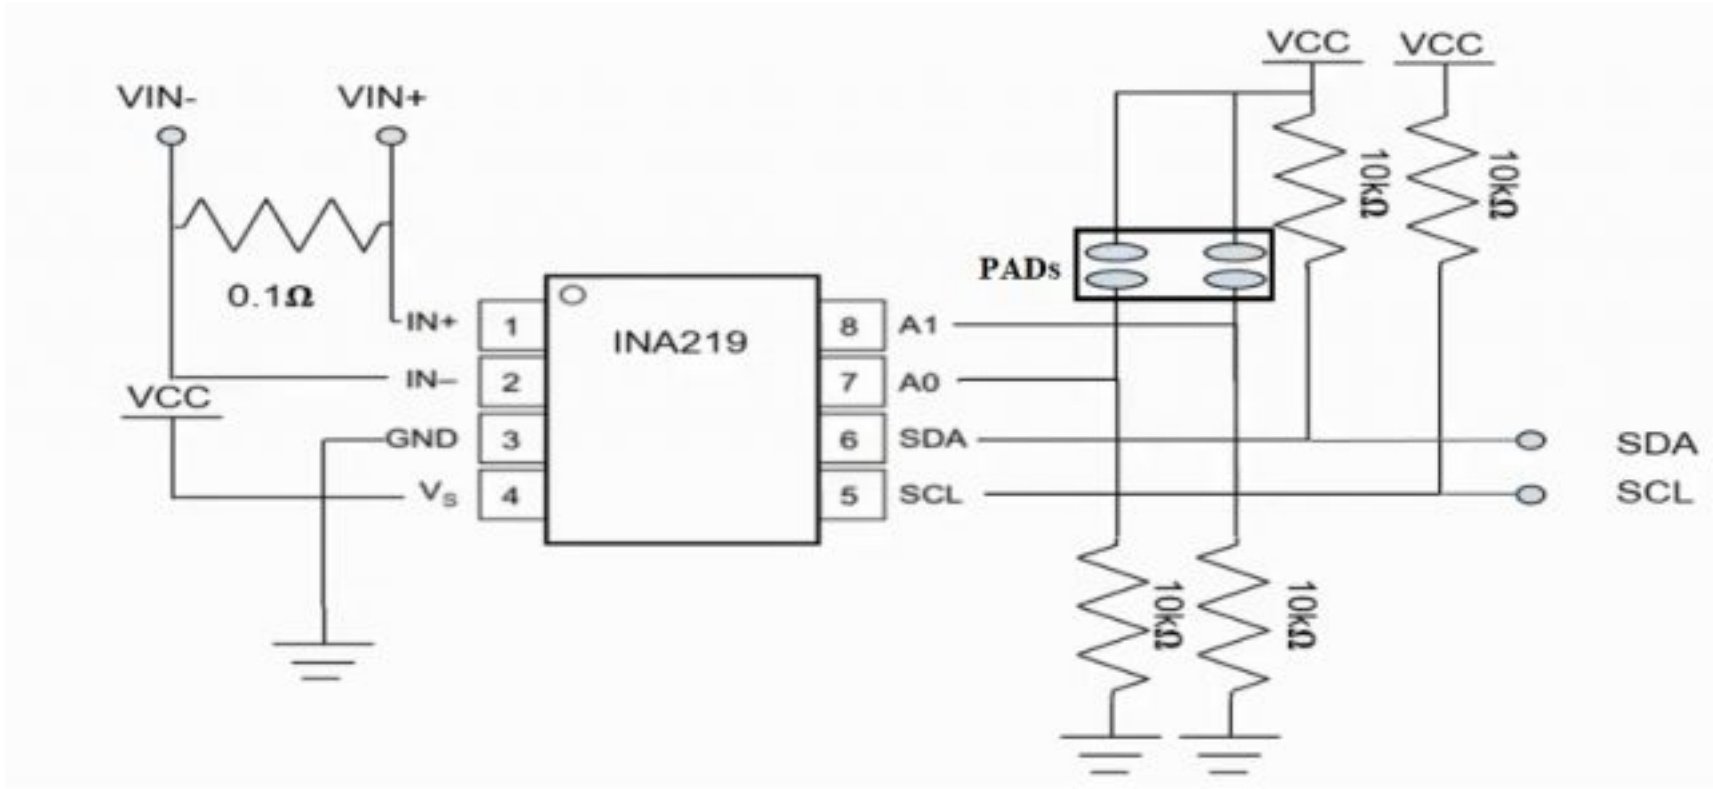 VCC VCC
VIN- VIN+
10kΩ 10kΩ
PADs
0.1Ω
IN+ 1 INA219 8 A1
IN– 2 7 A0
VCC
GND 3 6 SDA SDA
VS 4 5 SCL SCL
10kΩ 10kΩ